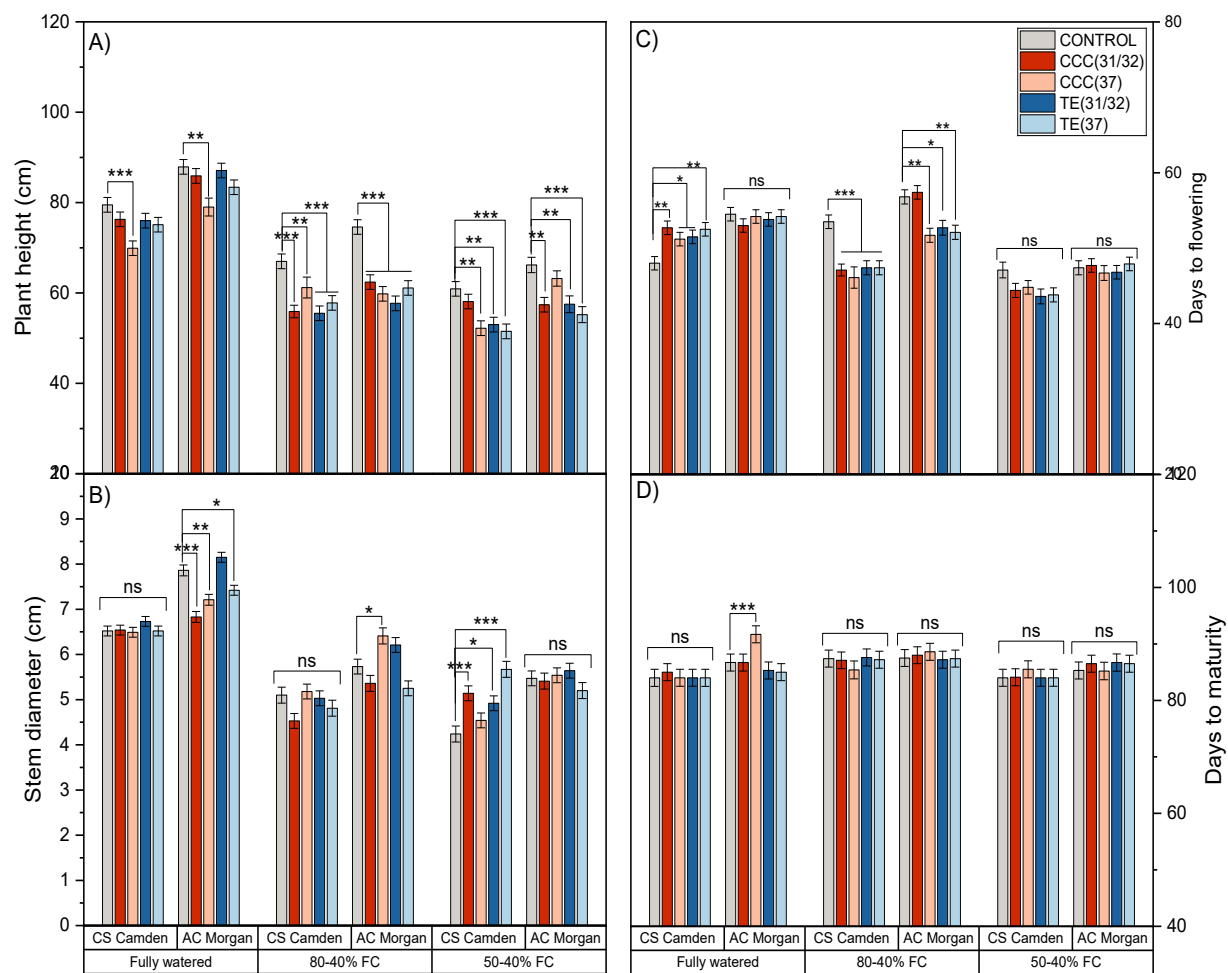 A)
120
100
80
60
40
20
Plant height (cm)
***
**
***
**
***
***
**
**
***
**
**
***
C)
CONTROL
CCC(31/32)
CCC(37)
TE(31/32)
TE(37)
80
60
40
20
Days to flowering
**
*
**
ns
***
**
*
**
ns
ns
B)
9
8
7
6
5
4
3
2
1
0
Stem diameter (cm)
ns
***
**
*
ns
*
***
*
***
ns
CS Camden AC Morgan CS Camden AC Morgan CS Camden AC Morgan
Fully watered 80-40% FC 50-40% FC
D)
120
100
80
60
40
Days to maturity
ns
***
ns
ns
ns
ns
CS Camden AC Morgan CS Camden AC Morgan CS Camden AC Morgan
Fully watered 80-40% FC 50-40% FC